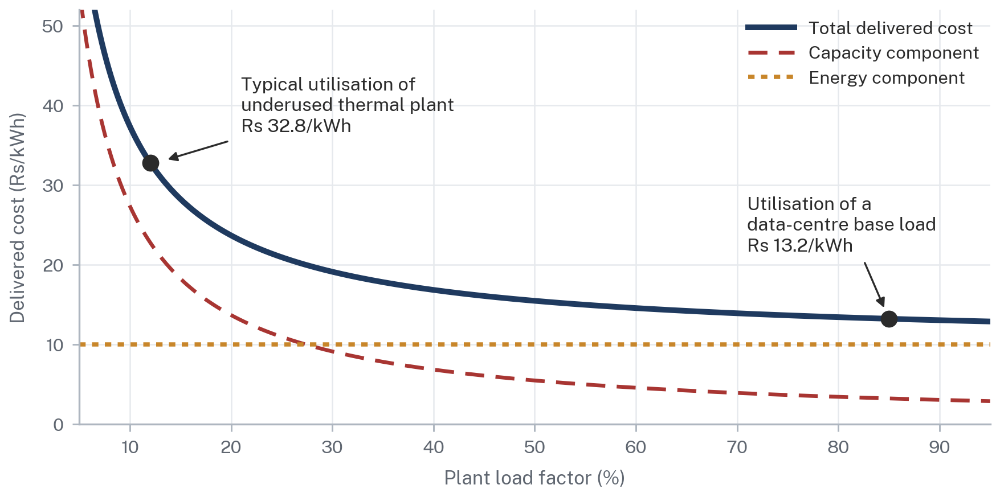 Total delivered cost
Capacity component
Energy component
Typical utilisation of
underused thermal plant
Rs 32.8/kWh
Utilisation of a
data-centre base load
Rs 13.2/kWh
Delivered cost (Rs/kWh)
50
40
30
20
10
0
10 20 30 40 50 60 70 80 90
Plant load factor (%)